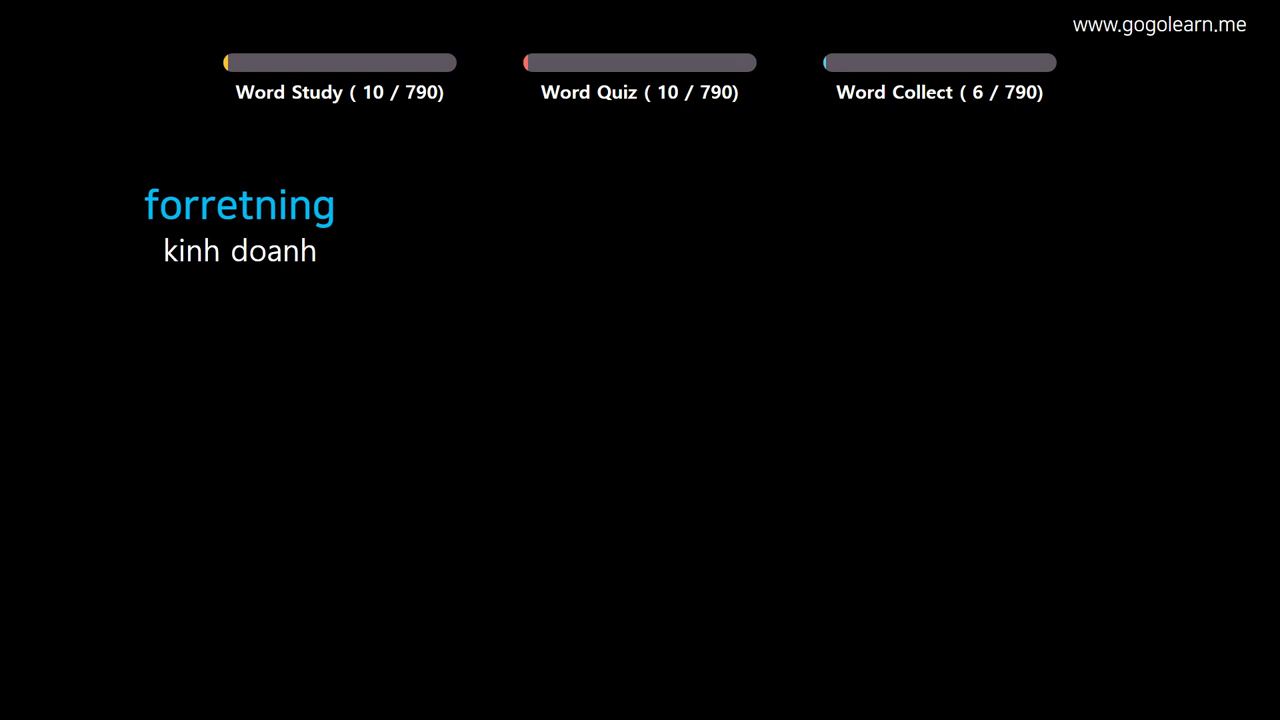 www.gogolearn.me
Word Study ( 10 / 790)
Word Quiz ( 10 / 790)
Word Collect ( 6 / 790)
forretning
kinh doanh